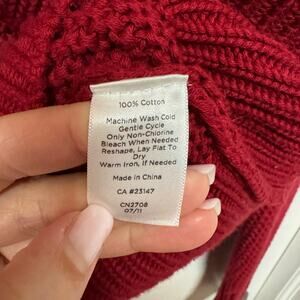 100% Cotton
Machine Wash Cold
Gentle Cycle
Only Non-Chlorine
Bleach When Needed
Reshape, Lay Flat To
Dry
Warm Iron, If Needed
Made in China
CA #23147
CN2708
07/11